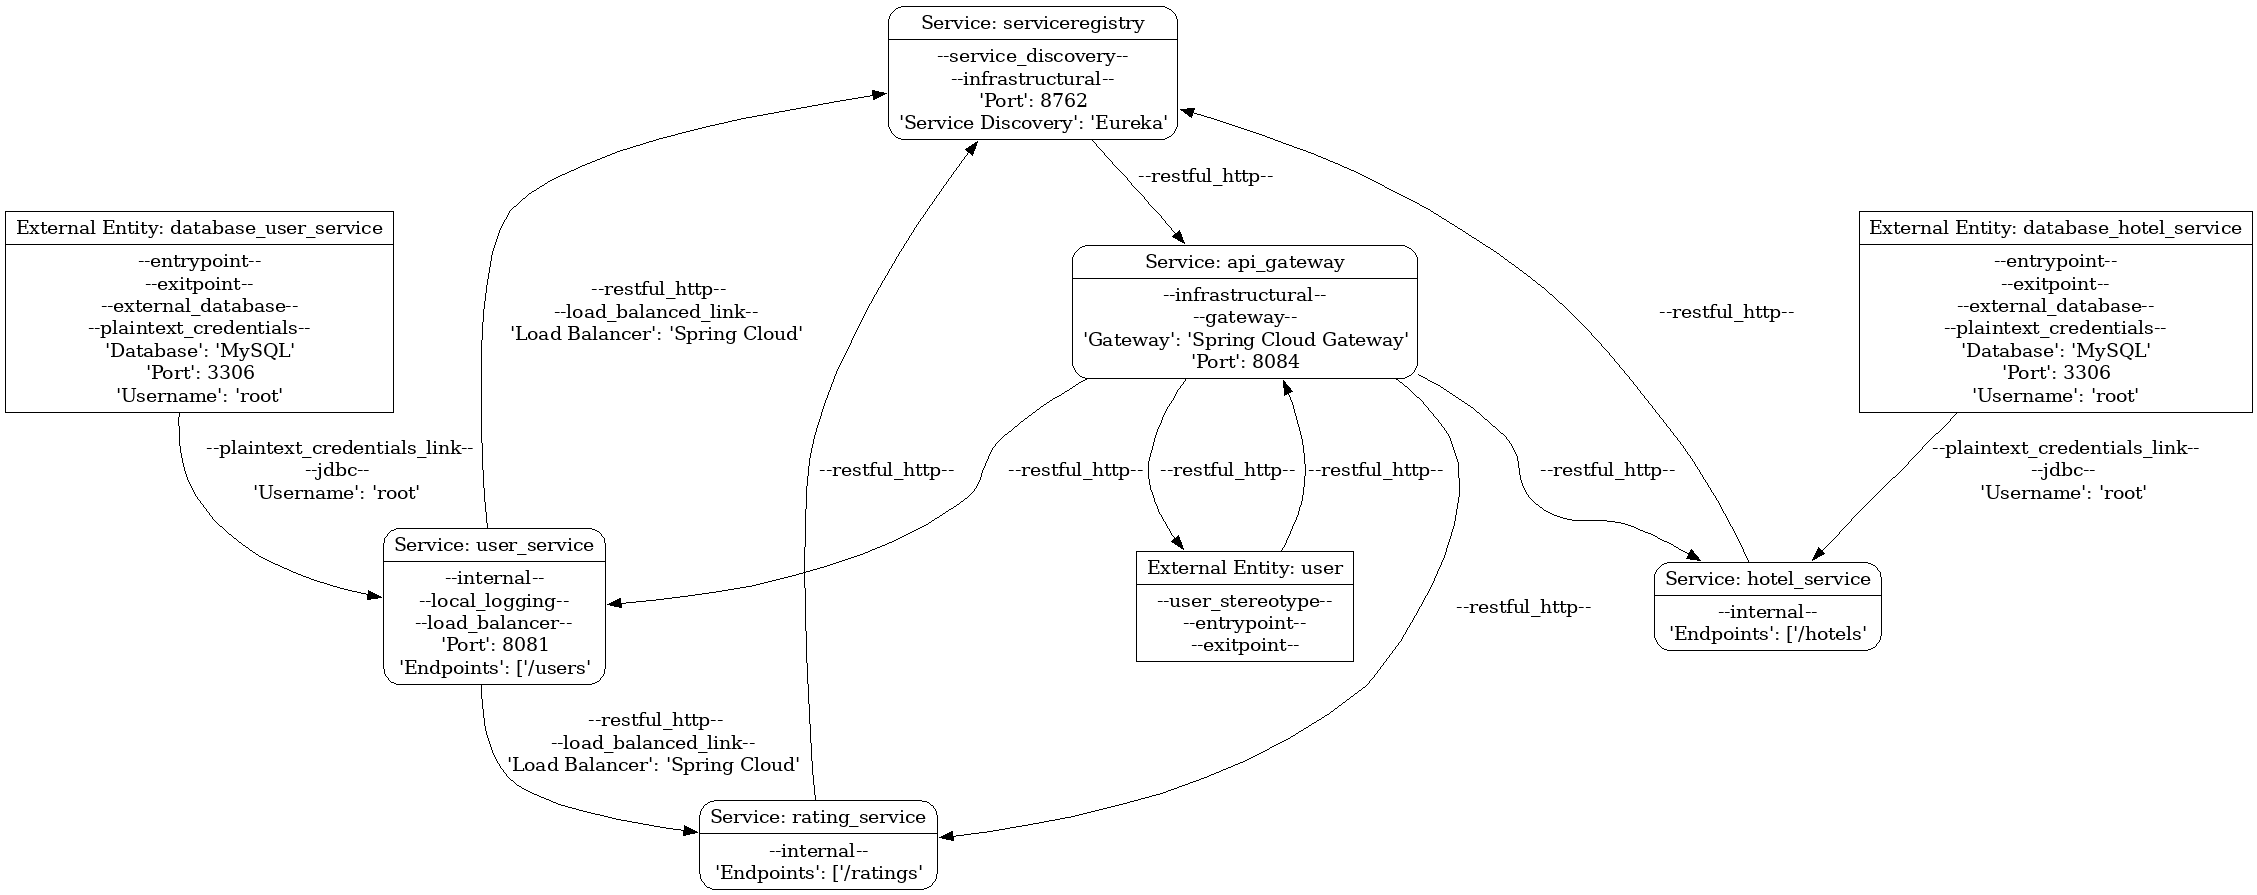 Service: serviceregistry
--service_discovery--
--infrastructural--
'Port': 8762
'Service Discovery': 'Eureka'
--restful_http--
External Entity: database_user_service
--entrypoint--
--exitpoint--
--external_database--
--plaintext_credentials--
'Database': 'MySQL'
'Port': 3306
'Username': 'root'
--restful_http--
--load_balanced_link--
'Load Balancer': 'Spring Cloud'
Service: api_gateway
--infrastructural--
--gateway--
'Gateway': 'Spring Cloud Gateway'
'Port': 8084
--restful_http--
External Entity: database_hotel_service
--entrypoint--
--exitpoint--
--external_database--
--plaintext_credentials--
'Database': 'MySQL'
'Port': 3306
'Username': 'root'
--plaintext_credentials_link--
--jdbc--
'Username': 'root'
--restful_http--
--restful_http--
--restful_http--
--restful_http--
--restful_http--
--plaintext_credentials_link--
--jdbc--
'Username': 'root'
Service: user_service
--internal--
--local_logging--
--load_balancer--
'Port': 8081
'Endpoints': ['/users'
External Entity: user
--user_stereotype--
--entrypoint--
--exitpoint--
--restful_http--
Service: hotel_service
--internal--
'Endpoints': ['/hotels'
--restful_http--
--load_balanced_link--
'Load Balancer': 'Spring Cloud'
Service: rating_service
--internal--
'Endpoints': ['/ratings'